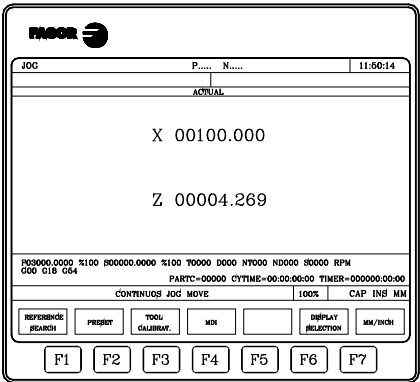 FAGOR
JOG P..... N..... 11:50:14
ACTUAL
X 00100.000
Z 00004.269
F03000.0000 %100 S00000.0000 %100 T0000 D000 NT000 ND000 S0000 RPM
G00 G18 G54
PARTC=00000 CYTIME=00:00:00:00 TIMER=000000:00:00
CONTINUOS JOG MOVE 100% CAP INS MM
REFERENCE SEARCH
PRESET
TOOL CALIBRAT.
MDI
DISPLAY SELECTION
MM/INCH
F1 F2 F3 F4 F5 F6 F7